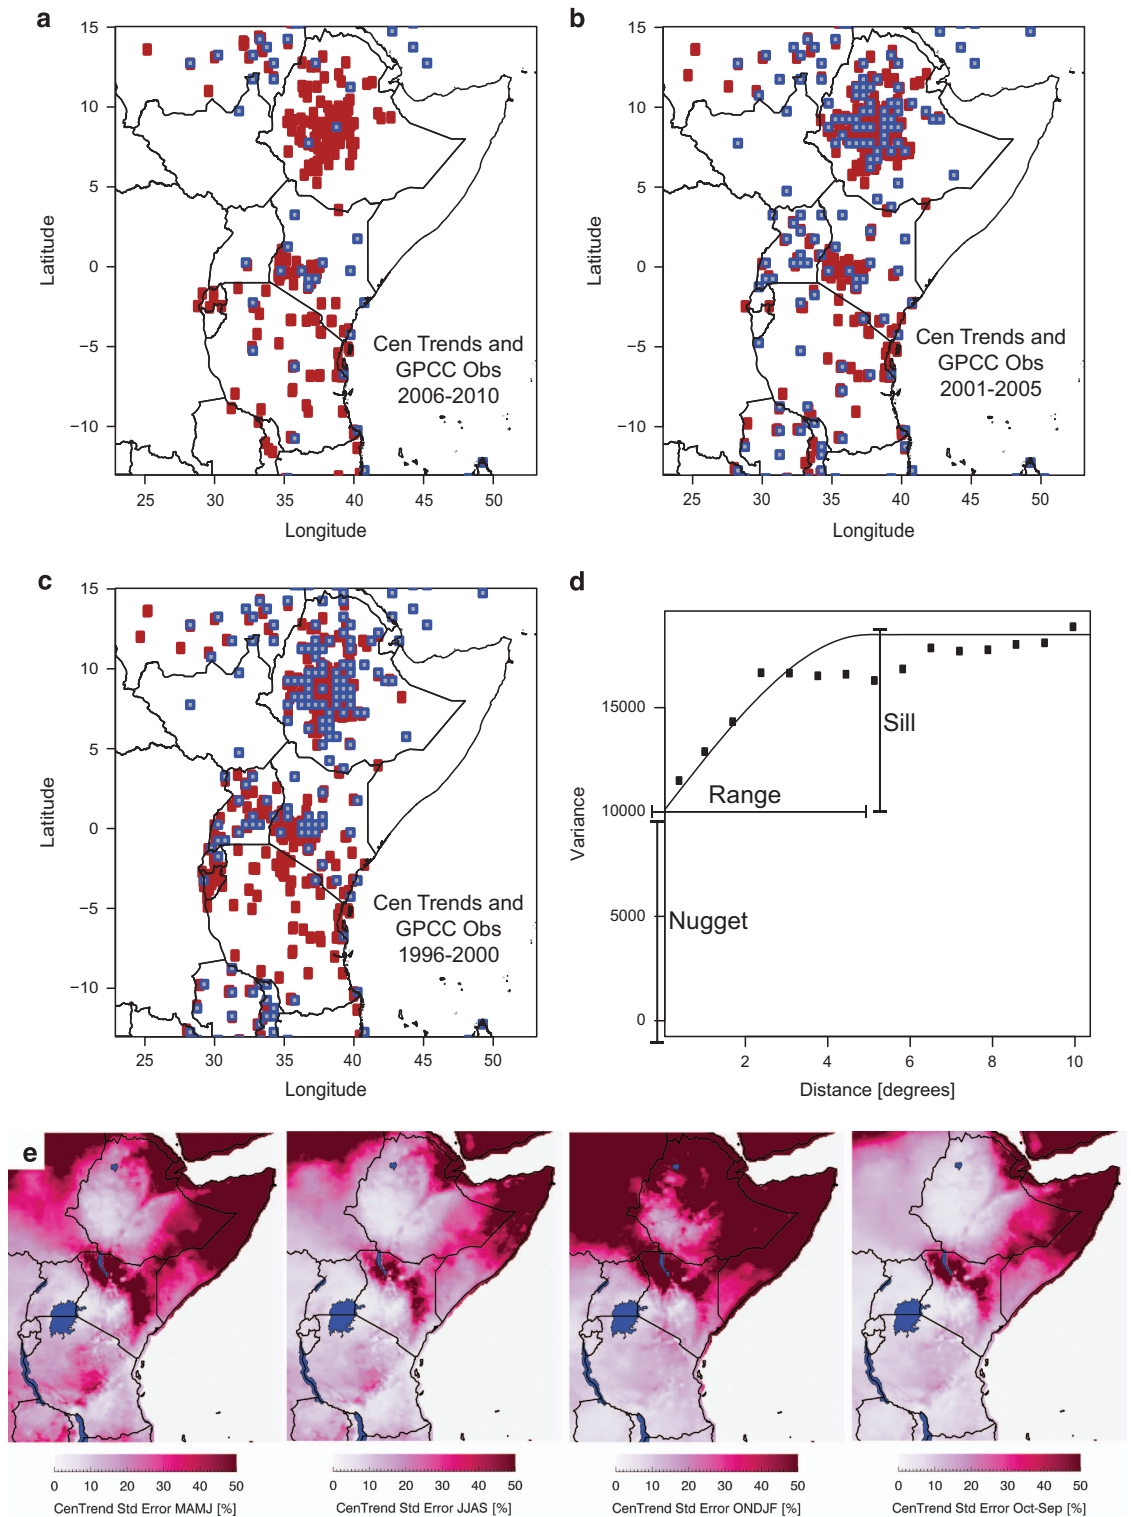 a
15
10
5
0
−5
−10
Latitude
25
30
35
40
45
50
Longitude
Cen Trends and
GPCC Obs
2006-2010
b
15
10
5
0
−5
−10
Latitude
25
30
35
40
45
50
Longitude
Cen Trends and
GPCC Obs
2001-2005
c
15
10
5
0
−5
−10
Latitude
25
30
35
40
45
50
Longitude
Cen Trends and
GPCC Obs
1996-2000
d
15000
10000
5000
0
Variance
Sill
Range
Nugget
2
4
6
8
10
Distance [degrees]
e
0 10 20 30 40 50
CenTrend Std Error MAMJ [%]
0 10 20 30 40 50
CenTrend Std Error JJAS [%]
0 10 20 30 40 50
CenTrend Std Error ONDJF [%]
0 10 20 30 40 50
CenTrend Std Error Oct-Sep [%]